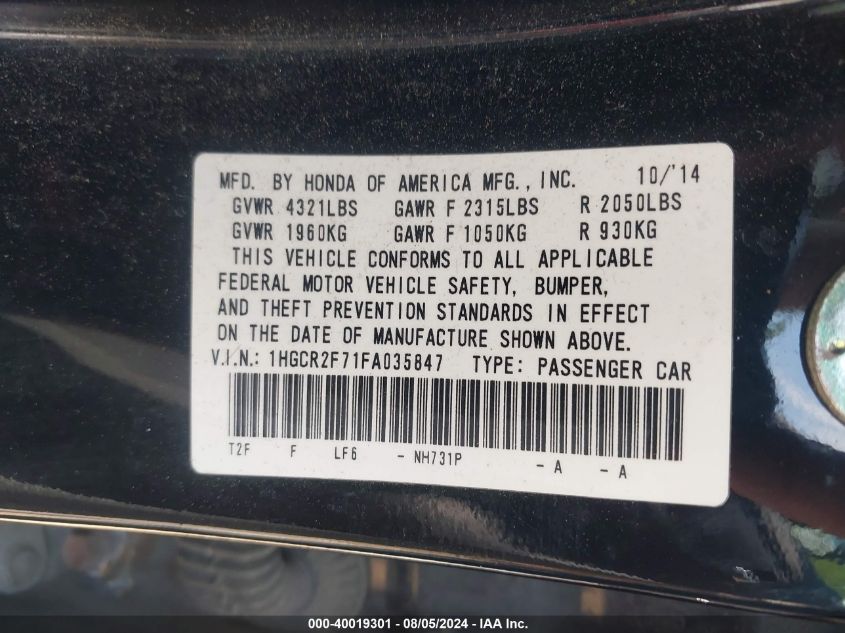 MFD. BY HONDA OF AMERICA MFG., INC. 10/'14
GVWR 4321LBS GAWR F 2315LBS R 2050LBS
GVWR 1960KG GAWR F 1050KG R 930KG
THIS VEHICLE CONFORMS TO ALL APPLICABLE
FEDERAL MOTOR VEHICLE SAFETY, BUMPER,
AND THEFT PREVENTION STANDARDS IN EFFECT
ON THE DATE OF MANUFACTURE SHOWN ABOVE.
V.I.N.: 1HGCR2F71FA035847 TYPE: PASSENGER CAR
T2F F LF6 - NH731P - A - A
000-40019301 - 08/05/2024 - IAA Inc.